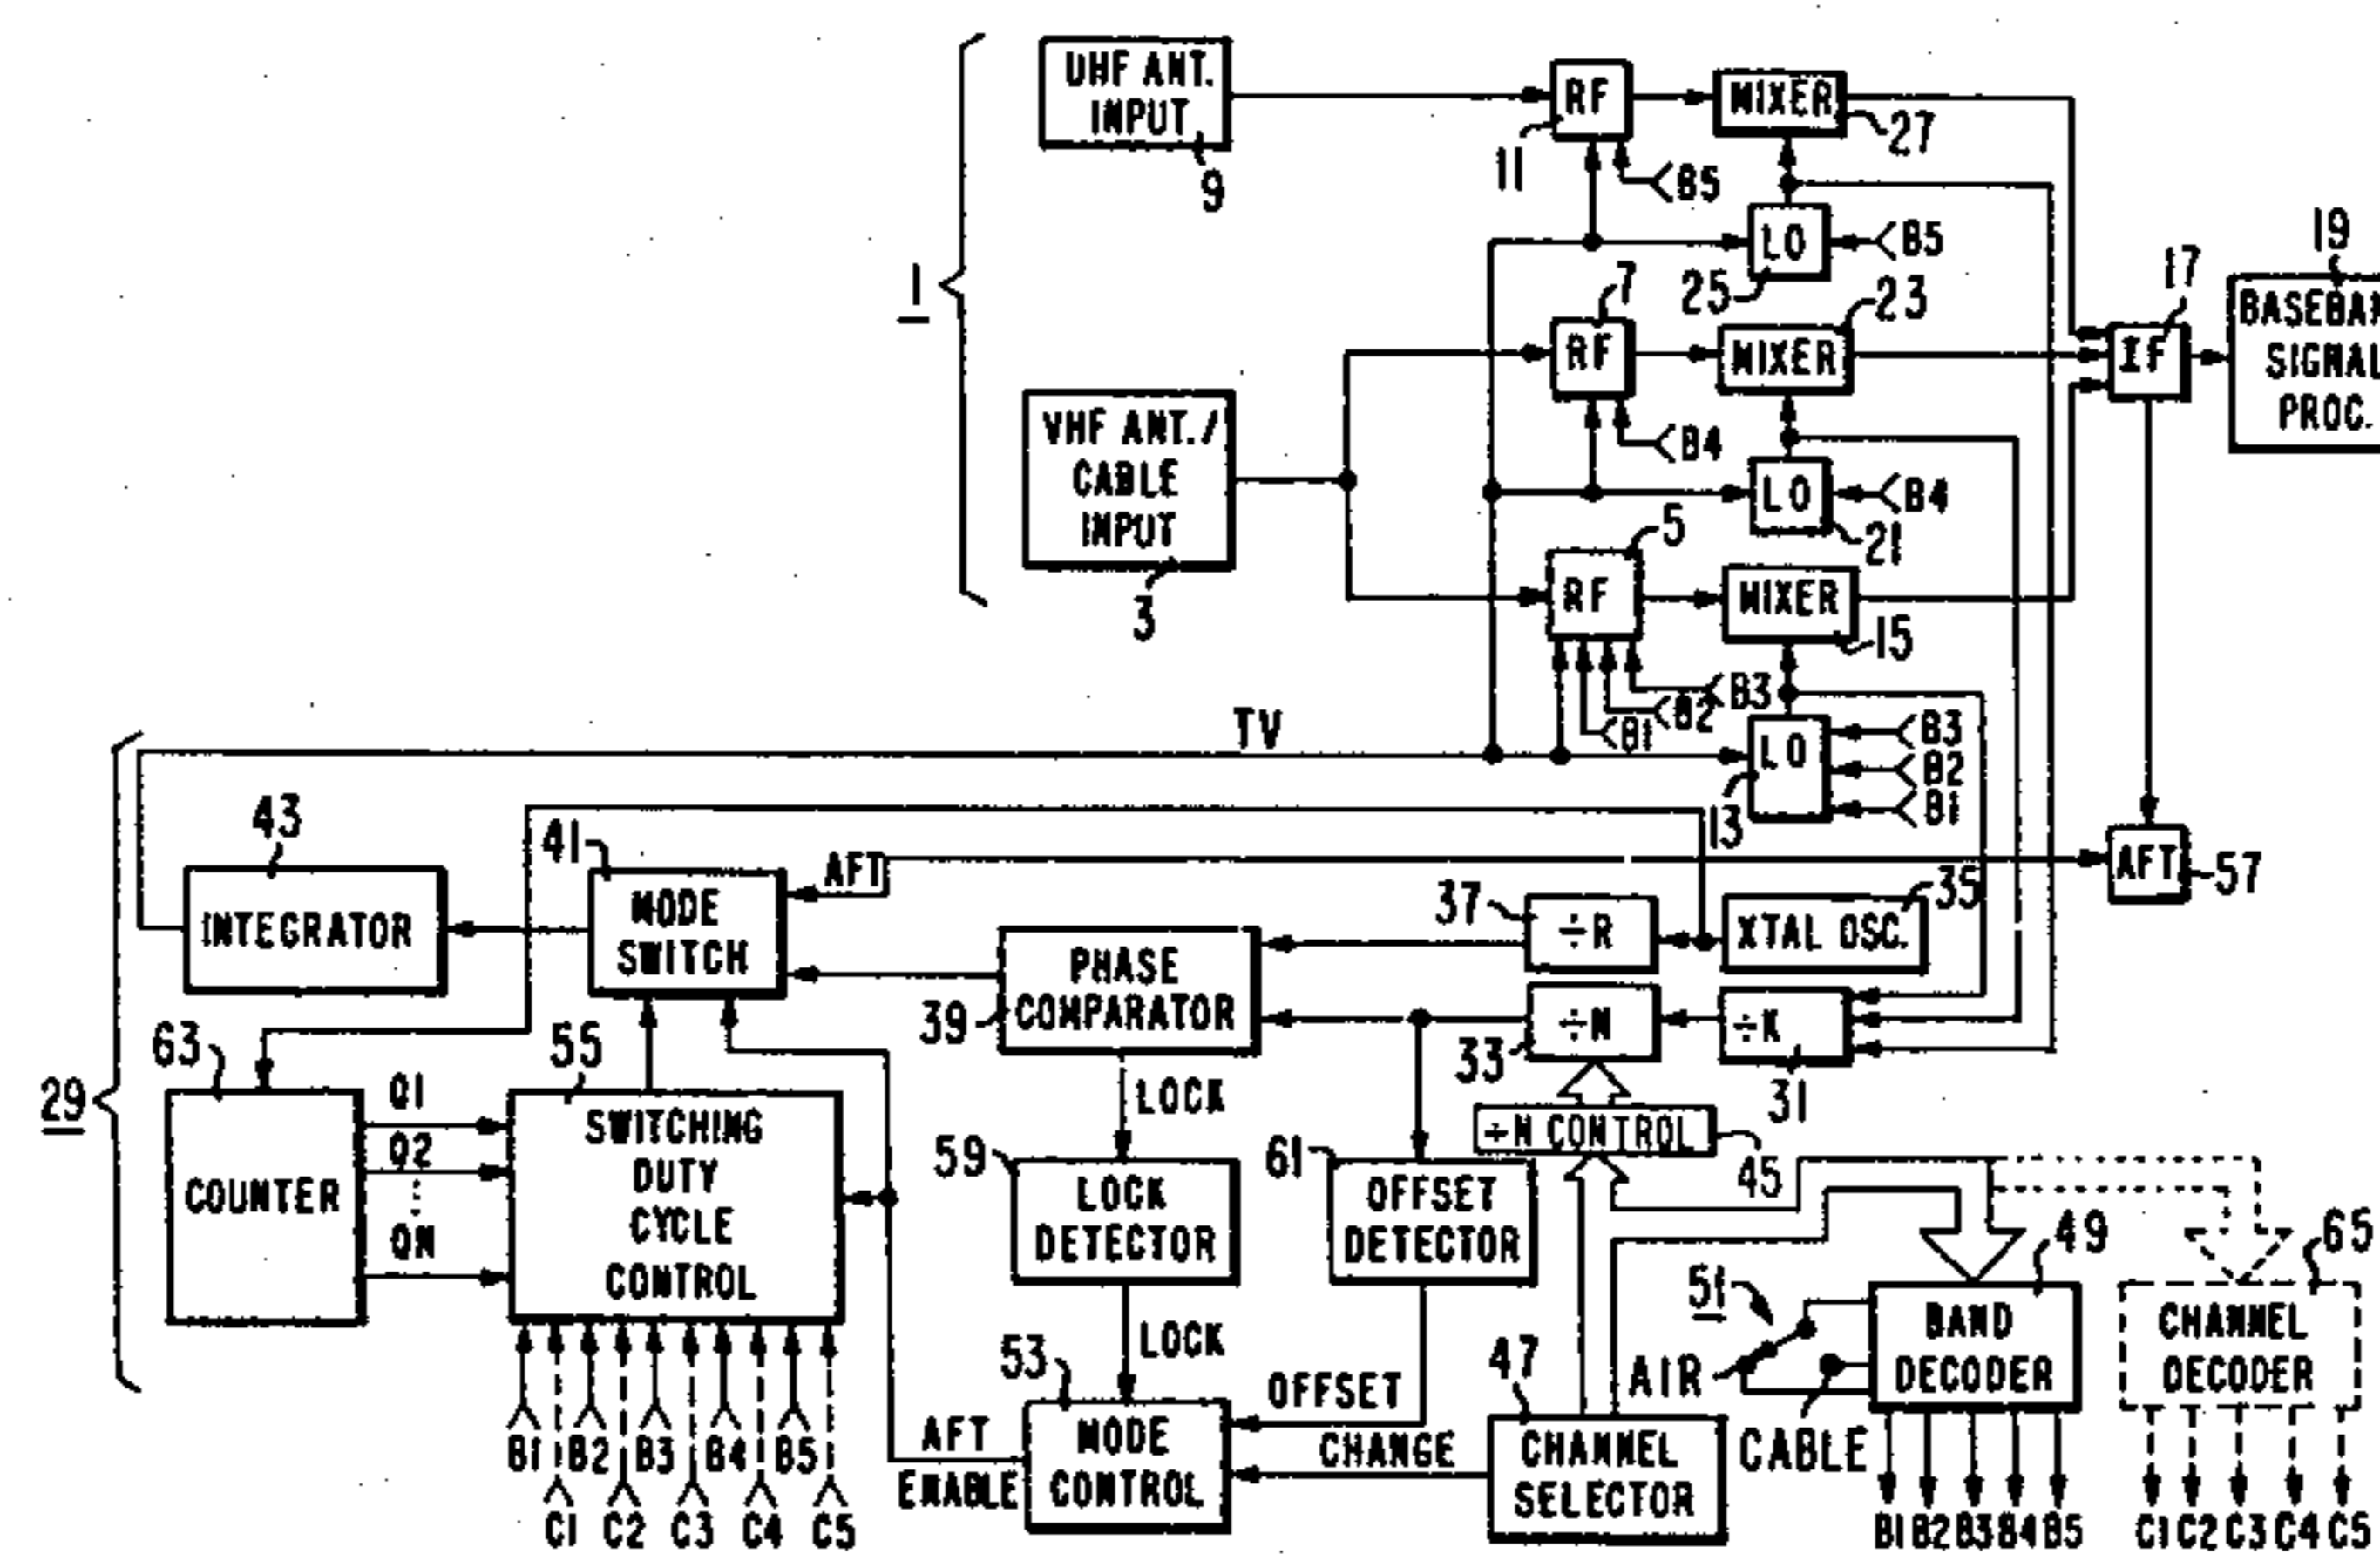 UHF ANT.
INPUT
9
RF
11
B5
MIXER
27
LO
25
B5
1
VHF ANT./
CABLE
INPUT
3
RF
7
B4
MIXER
23
LO
21
B4
RF
5
B1
B2
B3
MIXER
15
LO
13
B3
B2
B1
IF
17
19
SIGNAL
PROC.
TV
29
43
INTEGRATOR
41
MODE
SWITCH
AFT
AFT
57
37
÷R
35
XTAL OSC.
39
PHASE
COMPARATOR
33
÷N
÷K
31
63
COUNTER
Q1
Q2
QN
55
SWITCHING
DUTY
CYCLE
CONTROL
B1 B2 B3 B4 B5
C1 C2 C3 C4 C5
LOCK
59
LOCK
DETECTOR
LOCK
61
OFFSET
DETECTOR
÷N CONTROL
45
53
MODE
CONTROL
AFT
ENABLE
OFFSET
CHANGE
47
CHANNEL
SELECTOR
51
AIR
CABLE
49
BAND
DECODER
B1 B2 B3 B4 B5
65
CHANNEL
DECODER
C1 C2 C3 C4 C5